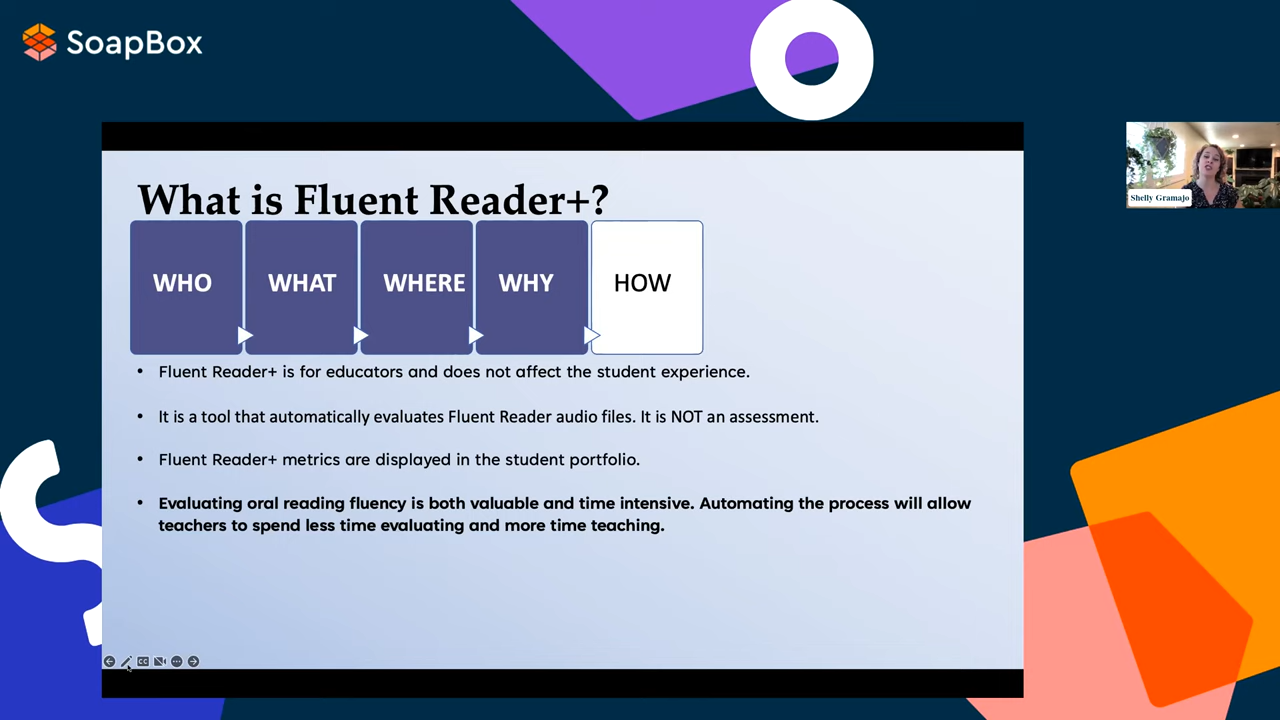 SoapBox
What is Fluent Reader+?
WHO
WHAT
WHERE
WHY
HOW
• Fluent Reader+ is for educators and does not affect the student experience.
• It is a tool that automatically evaluates Fluent Reader audio files. It is NOT an assessment.
• Fluent Reader+ metrics are displayed in the student portfolio.
• Evaluating oral reading fluency is both valuable and time intensive. Automating the process will allow
teachers to spend less time evaluating and more time teaching.
Shelly Gramajo
CC